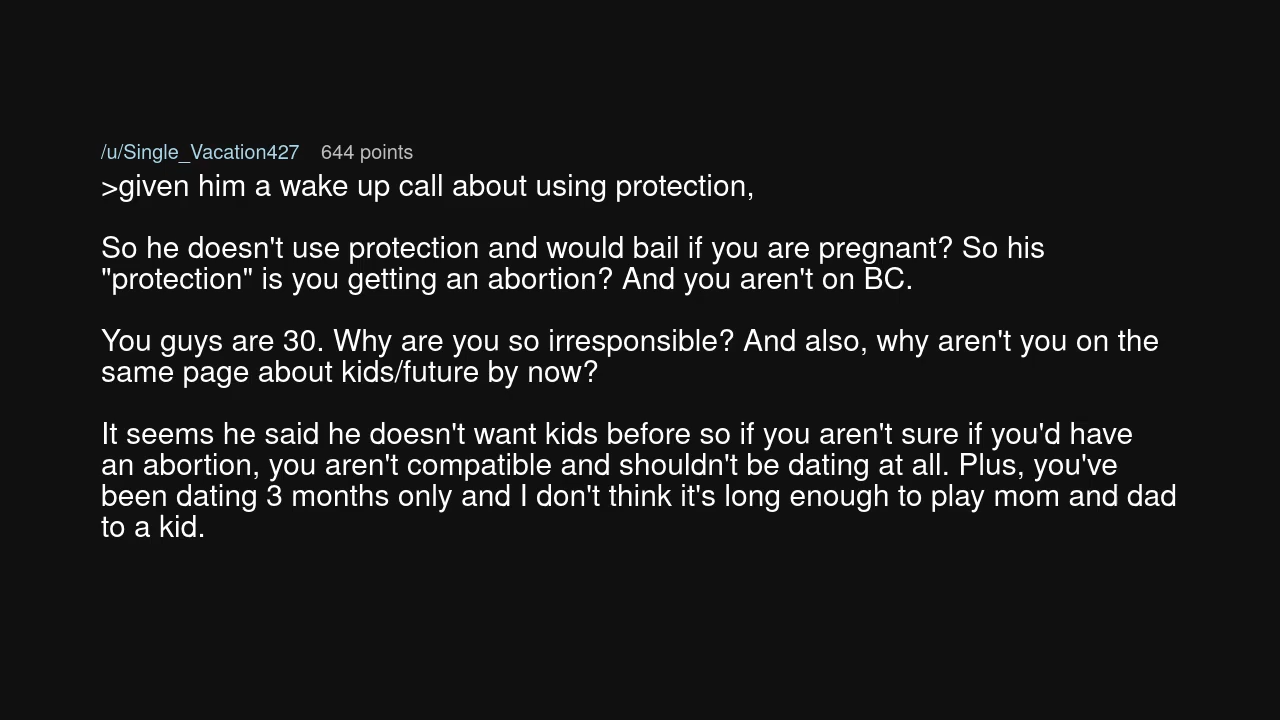 /u/Single_Vacation427 644 points
>given him a wake up call about using protection,
So he doesn't use protection and would bail if you are pregnant? So his
"protection" is you getting an abortion? And you aren't on BC.
You guys are 30. Why are you so irresponsible? And also, why aren't you on the
same page about kids/future by now?
It seems he said he doesn't want kids before so if you aren't sure if you'd have
an abortion, you aren't compatible and shouldn't be dating at all. Plus, you've
been dating 3 months only and I don't think it's long enough to play mom and dad
to a kid.